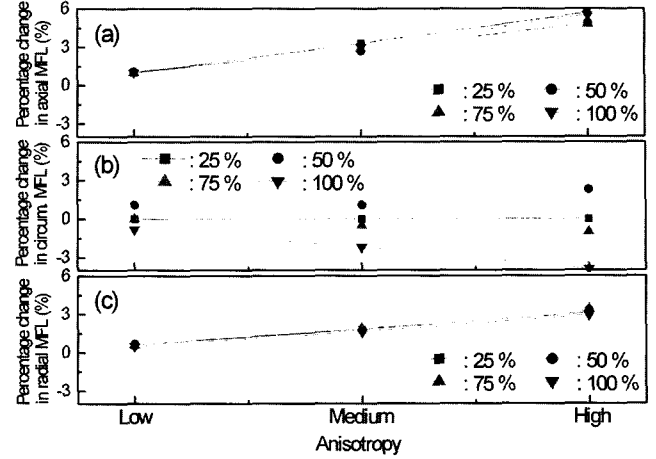 Percentage change
in axial MFL (%)
6
3
0
-3
(a)
: 25 % : 50 %
: 75 % : 100 %
Percentage change
in circum. MFL (%)
6
3
0
-3
(b)
: 25 % : 50 %
: 75 % : 100 %
Percentage change
in radial MFL (%)
6
3
0
-3
(c)
: 25 % : 50 %
: 75 % : 100 %
Low Medium High
Anisotropy